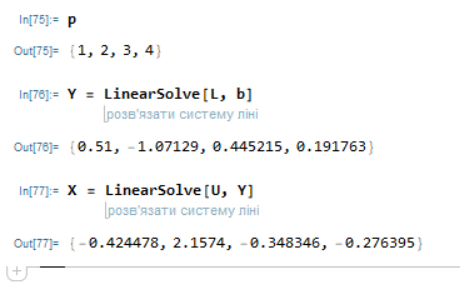 In[75]:= p
Out[75]= {1, 2, 3, 4}
In[76]:= Y = LinearSolve[L, b]
розв'язати систему ліні
Out[76]= {0.51, -1.07129, 0.445215, 0.191763}
In[77]:= X = LinearSolve[U, Y]
розв'язати систему ліні
Out[77]= {-0.424478, 2.1574, -0.348346, -0.276395}